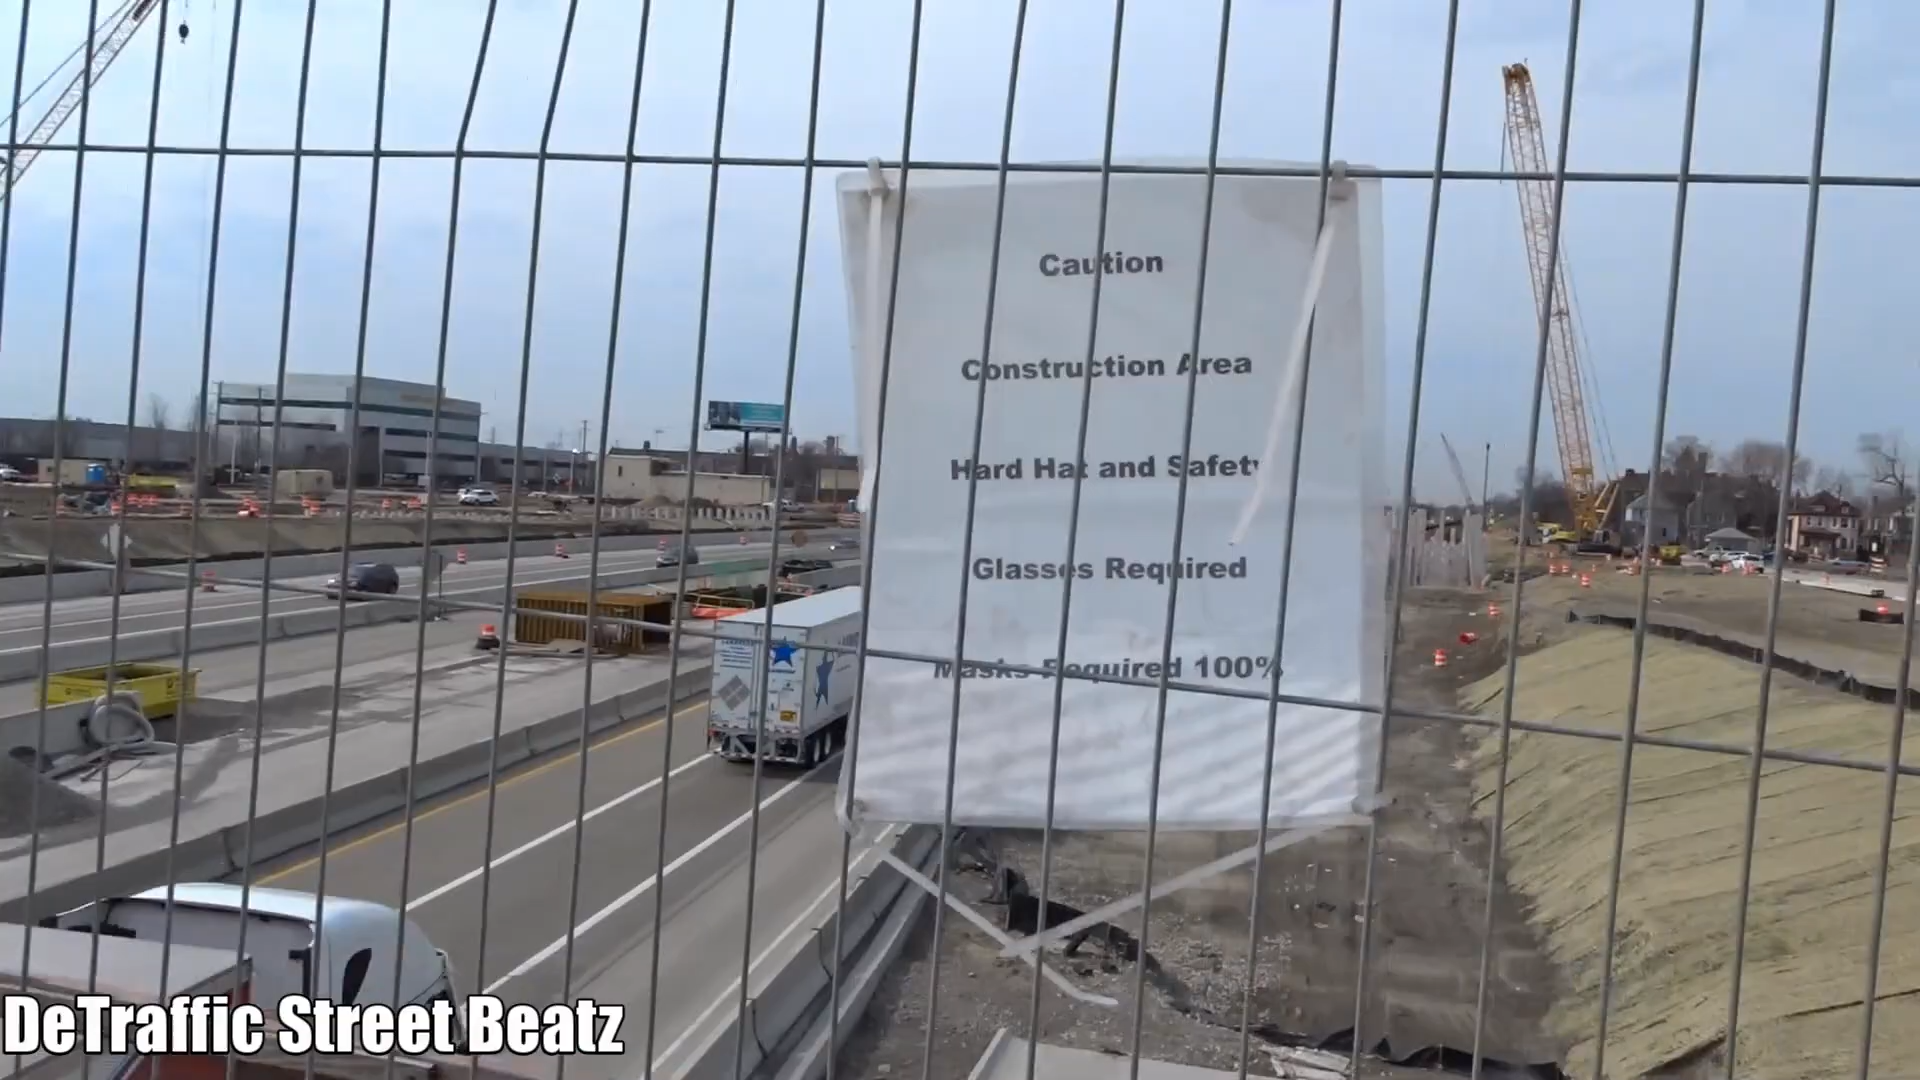 Caution
Construction Area
Hard Hat and Safety
Glasses Required
Masks Required 100%
DeTraffic Street Beatz